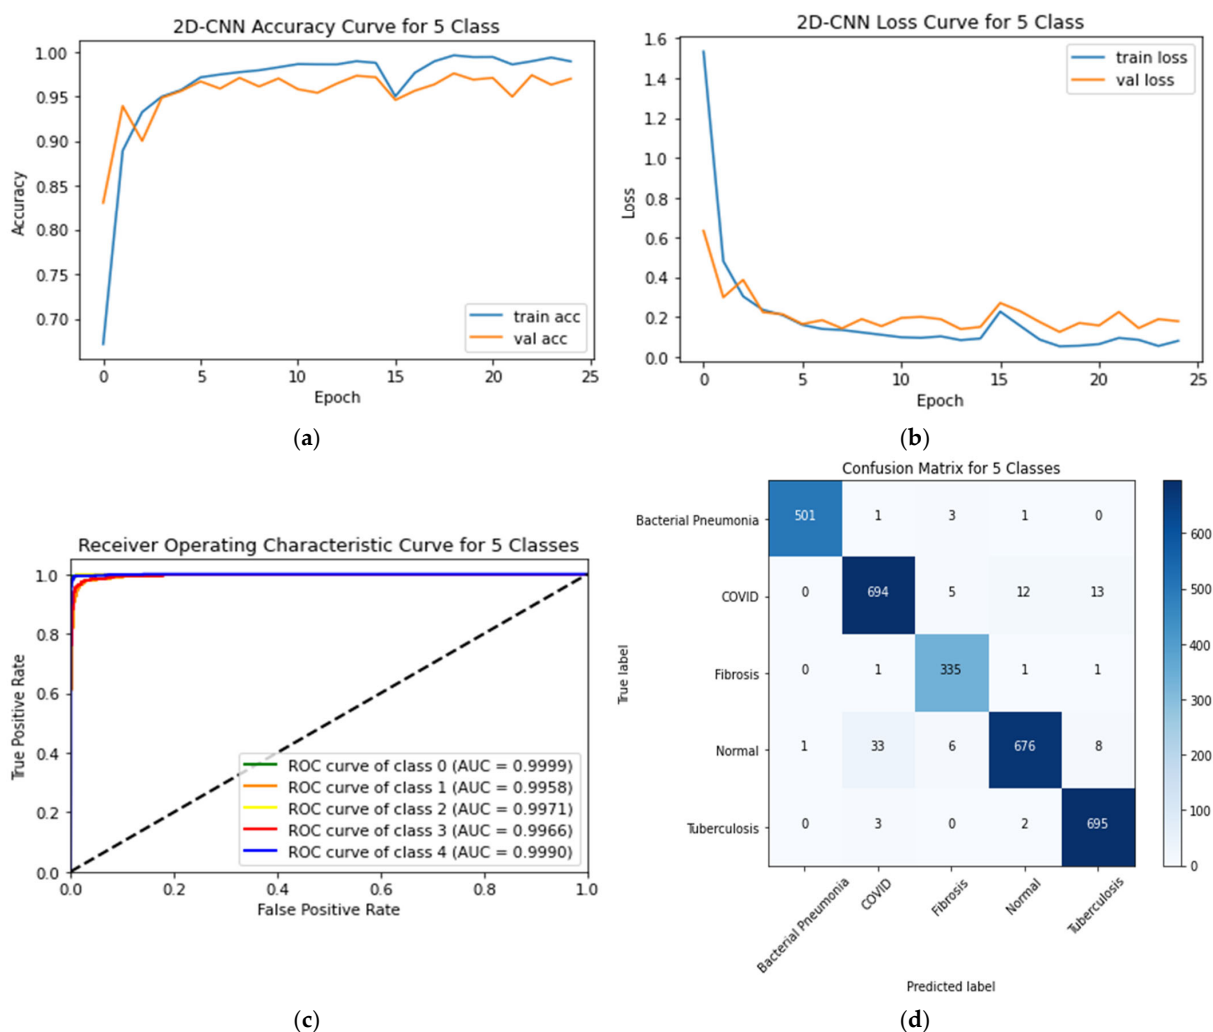 2D-CNN Accuracy Curve for 5 Class
1.00
0.95
0.90
0.85
0.80
0.75
0.70
Accuracy
train acc
val acc
0 5 10 15 20 25
Epoch
(a)
2D-CNN Loss Curve for 5 Class
1.6
1.4
1.2
1.0
0.8
0.6
0.4
0.2
0.0
Loss
train loss
val loss
0 5 10 15 20 25
Epoch
(b)
Receiver Operating Characteristic Curve for 5 Classes
1.0
0.8
0.6
0.4
0.2
0.0
True Positive Rate
ROC curve of class 0 (AUC = 0.9999)
ROC curve of class 1 (AUC = 0.9958)
ROC curve of class 2 (AUC = 0.9971)
ROC curve of class 3 (AUC = 0.9966)
ROC curve of class 4 (AUC = 0.9990)
0.0 0.2 0.4 0.6 0.8 1.0
False Positive Rate
(c)
Confusion Matrix for 5 Classes
True label
Bacterial Pneumonia 501 1 3 1 0
COVID 0 694 5 12 13
Fibrosis 0 1 335 1 1
Normal 1 33 6 676 8
Tuberculosis 0 3 0 2 695
Bacterial Pneumonia COVID Fibrosis Normal Tuberculosis
Predicted label
600
500
400
300
200
100
0
(d)